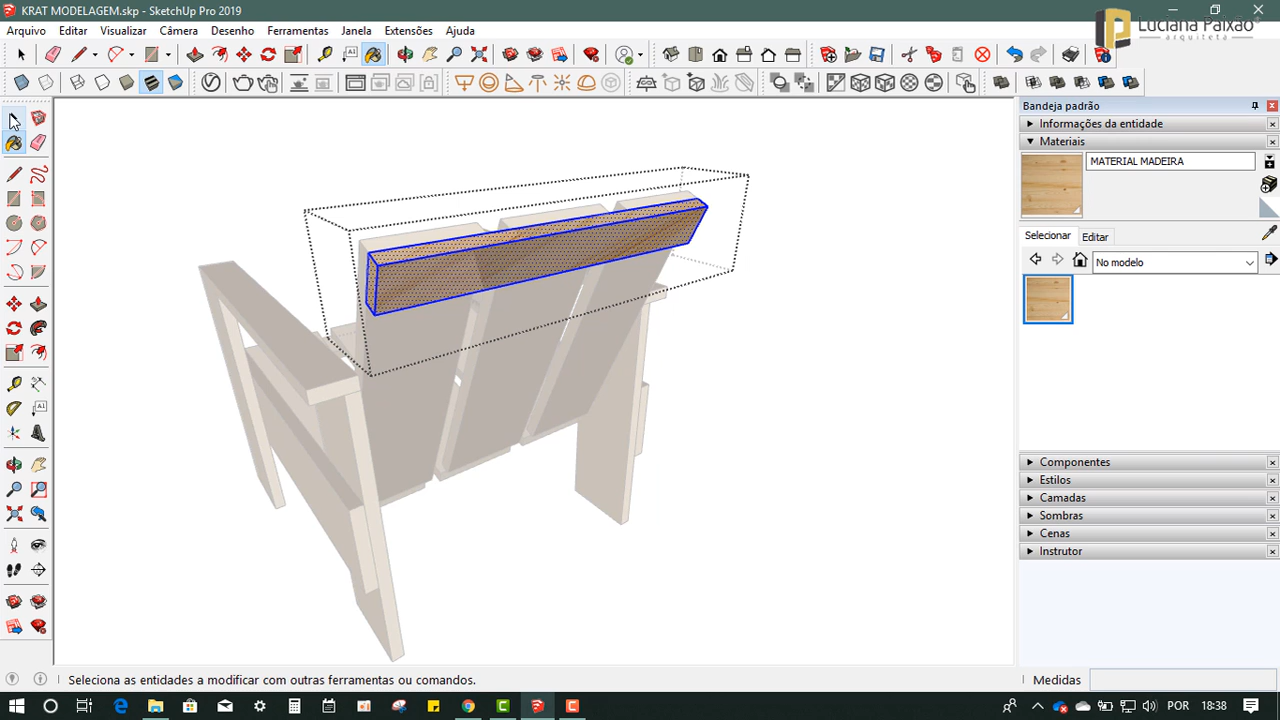 KRAT MODELAGEM.skp - SketchUp Pro 2019
Luciana Paixão
arquiteta
Arquivo Editar Visualizar Câmera Desenho Ferramentas Janela Extensões Ajuda
Bandeja padrão
Informações da entidade
Materiais
MATERIAL MADEIRA
Selecionar Editar
No modelo
Componentes
Estilos
Camadas
Sombras
Cenas
Instrutor
Seleciona as entidades a modificar com outras ferramentas ou comandos.
Medidas
POR 18:38